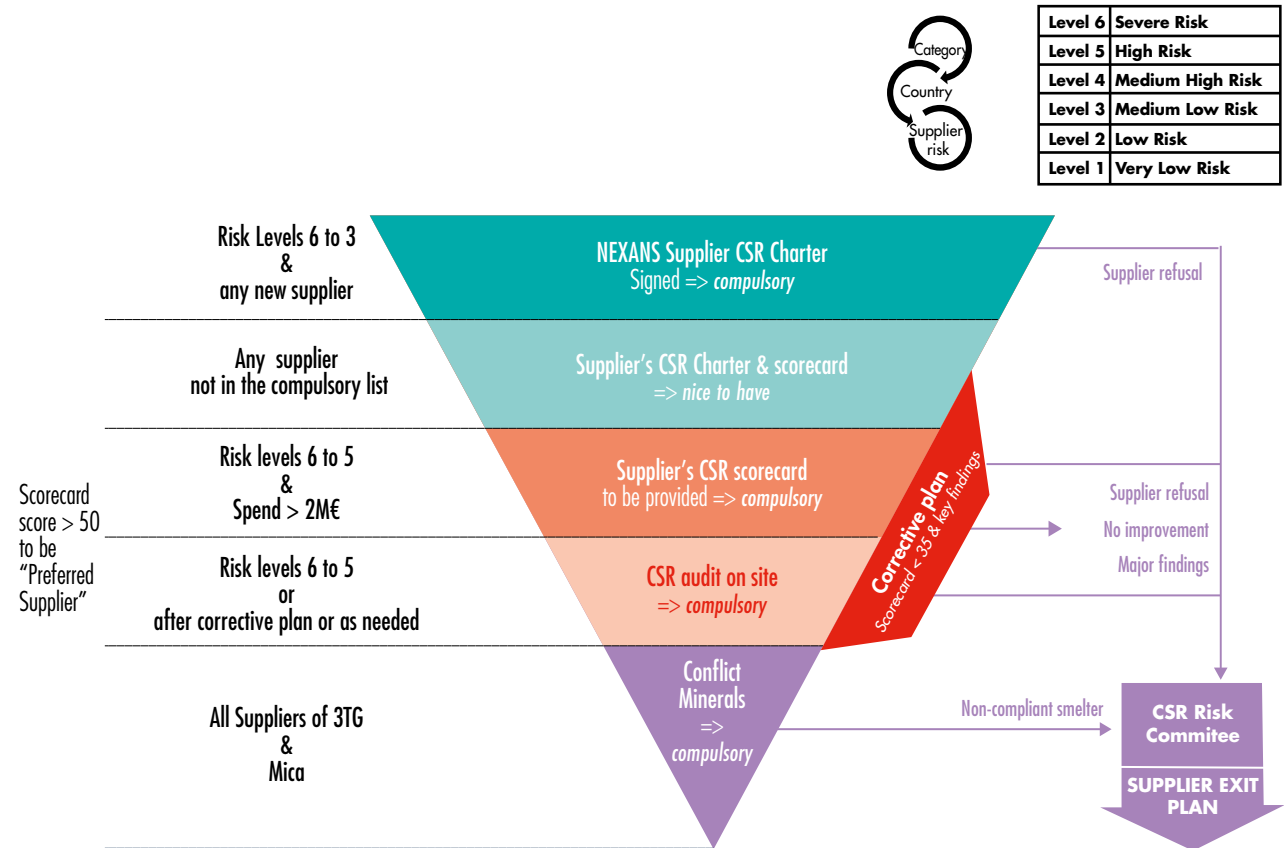 Category
Country
Supplier
risk
Level 6 Severe Risk
Level 5 High Risk
Level 4 Medium High Risk
Level 3 Medium Low Risk
Level 2 Low Risk
Level 1 Very Low Risk
Risk Levels 6 to 3
&
any new supplier
NEXANS Supplier CSR Charter
Signed => compulsory
Supplier refusal
Any supplier
not in the compulsory list
Supplier's CSR Charter & scorecard
=> nice to have
Scorecard
score > 50
to be
“Preferred
Supplier”
Risk levels 6 to 5
&
Spend > 2M€
Supplier's CSR scorecard
to be provided => compulsory
Risk levels 6 to 5
or
after corrective plan or as needed
CSR audit on site
=> compulsory
Corrective plan
Scorecard < 35 & key findings
Supplier refusal
No improvement
Major findings
All Suppliers of 3TG
&
Mica
Conflict
Minerals
=>
compulsory
Non-compliant smelter
CSR Risk
Commitee
SUPPLIER EXIT
PLAN